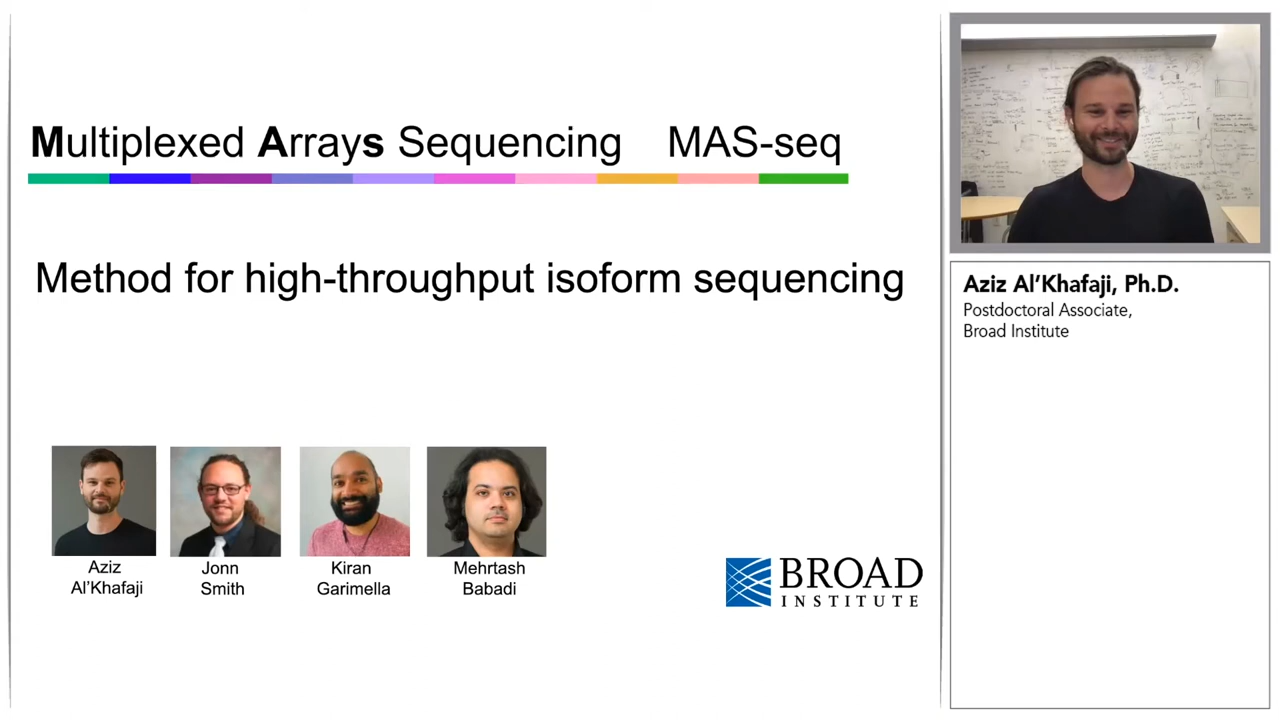 Multiplexed Arrays Sequencing MAS-seq
Method for high-throughput isoform sequencing
Aziz
Al'Khafaji
Jonn
Smith
Kiran
Garimella
Mehrtash
Babadi
BROAD
INSTITUTE
Aziz Al'Khafaji, Ph.D.
Postdoctoral Associate,
Broad Institute